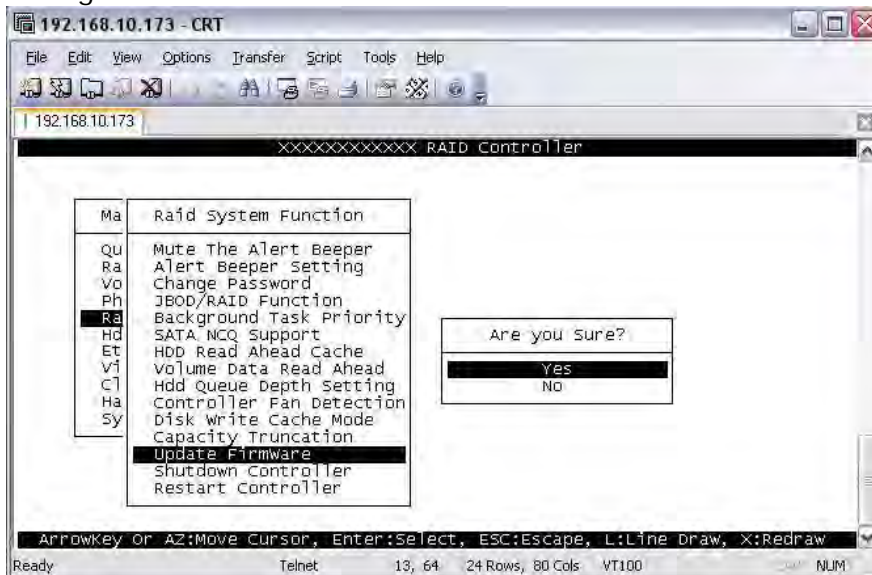 192.168.10.173 - CRT
File Edit View Options Transfer Script Tools Help
192.168.10.173
XXXXXXXXXXXX RAID Controller
Ma
Qu
Ra
Vo
Ph
Ra
Hd
Et
Vi
Cl
Ha
Sy
Raid System Function
Mute The Alert Beeper
Alert Beeper Setting
Change Password
JBOD/RAID Function
Background Task Priority
SATA NCQ Support
HDD Read Ahead Cache
Volume Data Read Ahead
Hdd Queue Depth Setting
Controller Fan Detection
Disk Write Cache Mode
Capacity Truncation
Update FirmWare
Shutdown Controller
Restart Controller
Are you Sure?
Yes
No
ArrowKey Or AZ:Move Cursor, Enter:Select, ESC:Escape, L:Line Draw, X:Redraw
Ready Telnet 13, 64 24 Rows, 80 Cols VT100 NUM